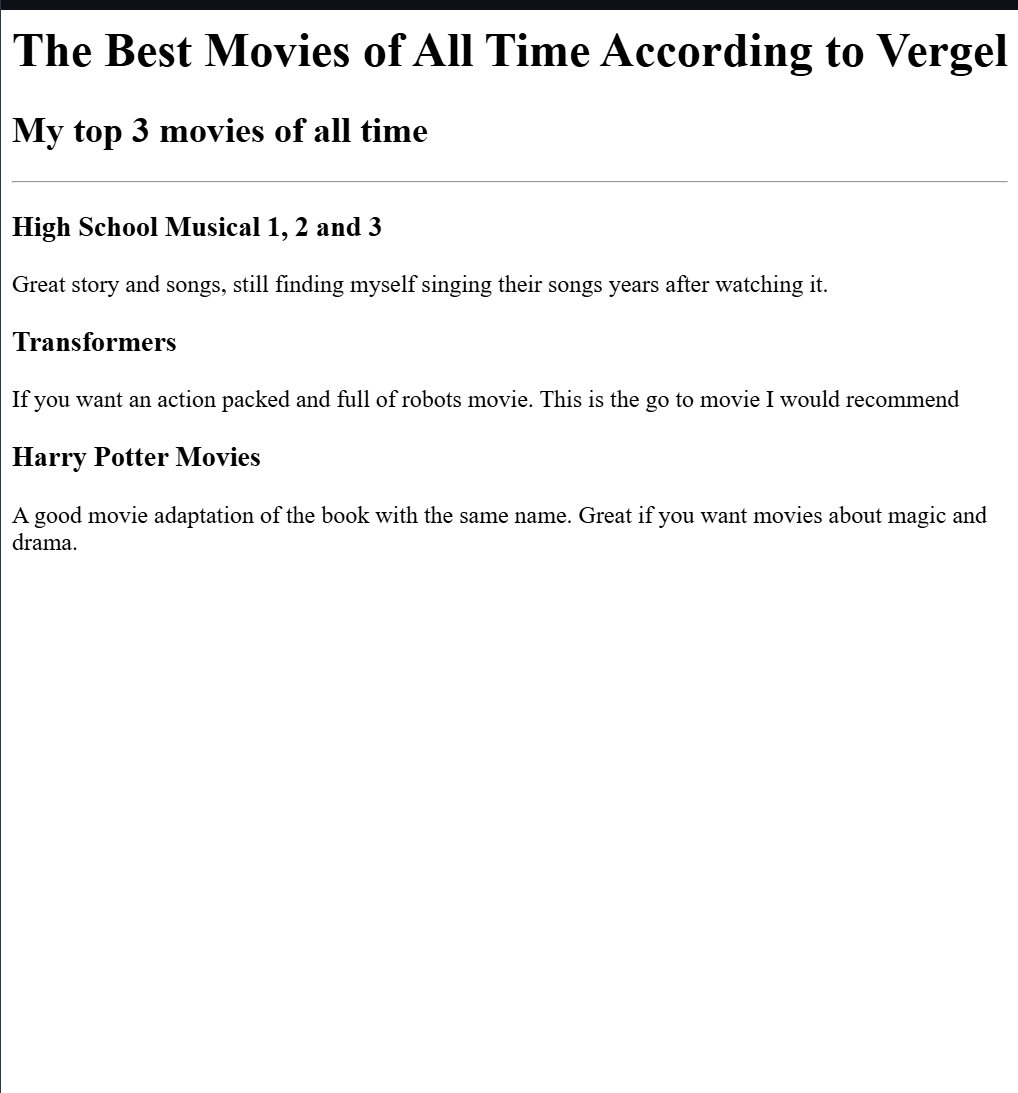 The Best Movies of All Time According to Vergel
My top 3 movies of all time
High School Musical 1, 2 and 3
Great story and songs, still finding myself singing their songs years after watching it.
Transformers
If you want an action packed and full of robots movie. This is the go to movie I would recommend
Harry Potter Movies
A good movie adaptation of the book with the same name. Great if you want movies about magic and
drama.